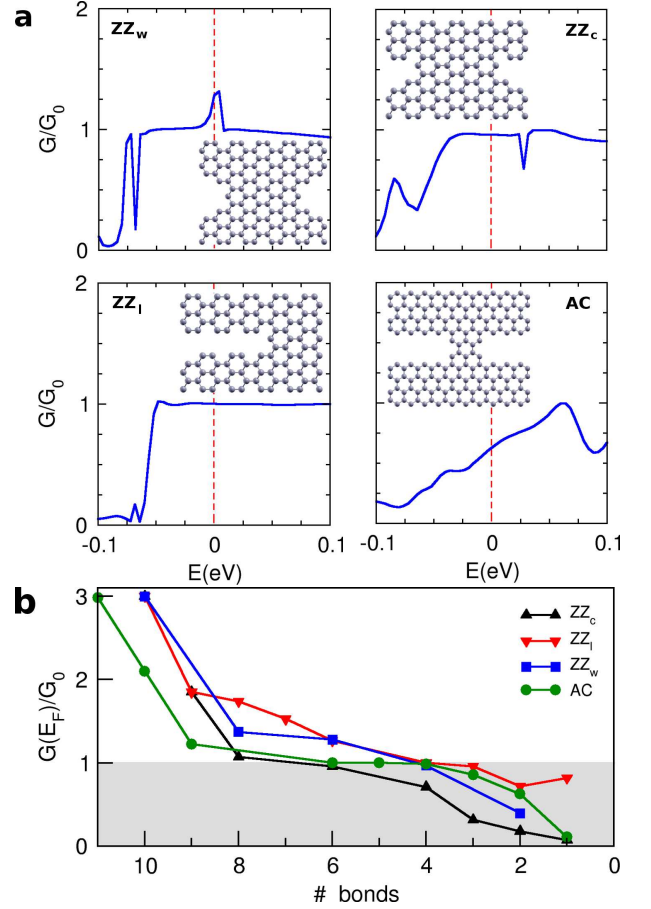 a
2
1
0
G/G0
ZZw
ZZc
2
1
0
G/G0
ZZl
AC
-0.1 0 0.1
E(eV)
-0.1 0 0.1
E(eV)
b
3
2
1
0
G(EF)/G0
ZZc
ZZl
ZZw
AC
10 8 6 4 2 0
# bonds